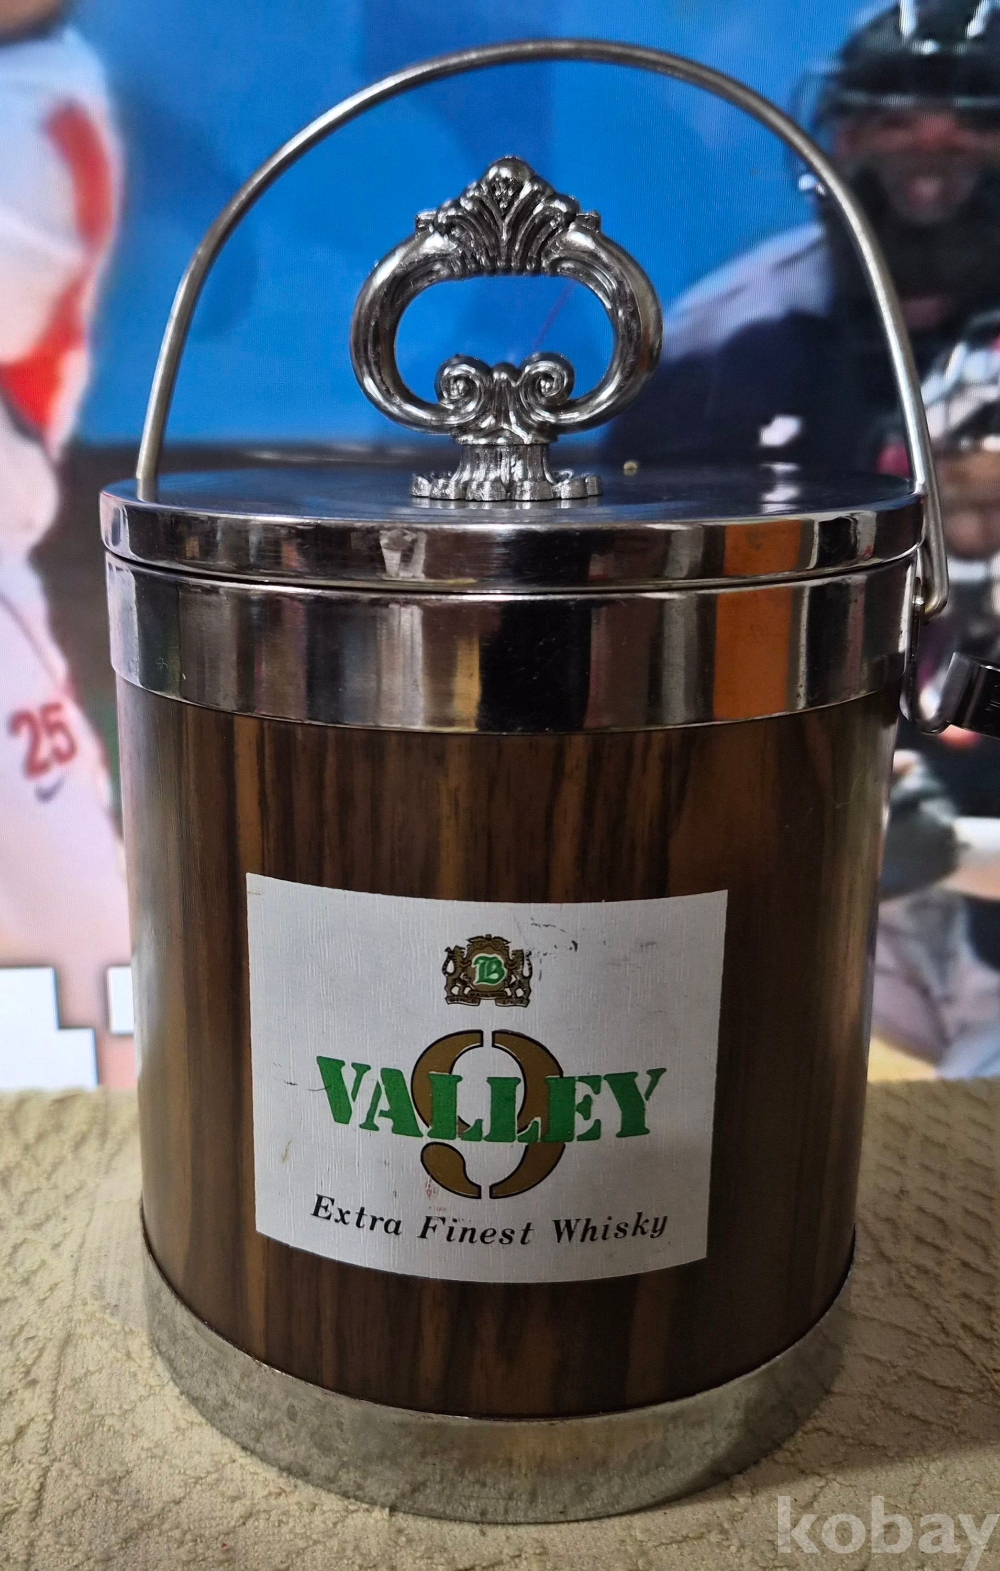 25
B
VALLEY
9
Extra Finest Whisky
kobay